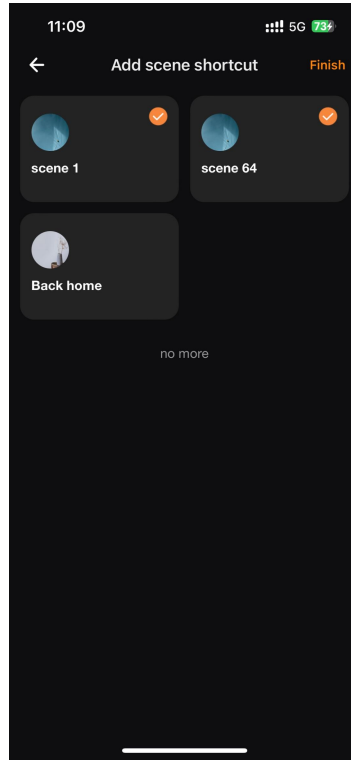 11:09 5G 73
Add scene shortcut Finish
scene 1 scene 64
Back home
no more